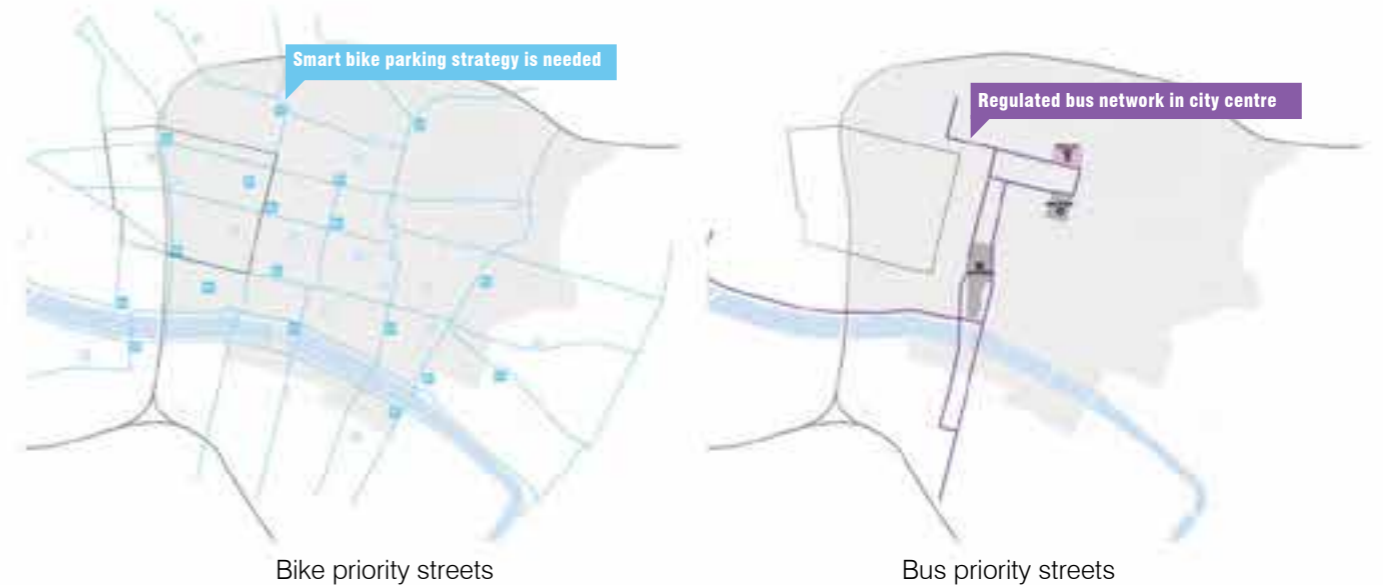 Smart bike parking strategy is needed
Regulated bus network in city centre
Bike priority streets
Bus priority streets